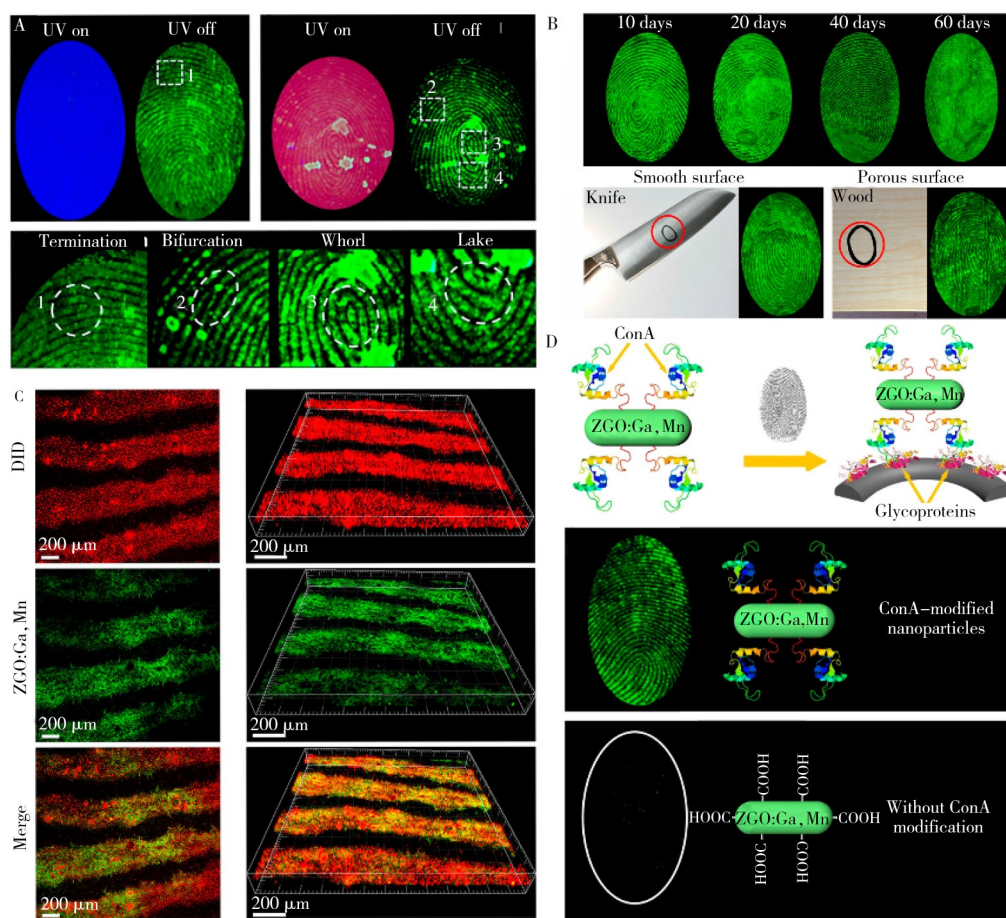 A
UV on
UV off
UV on
UV off
1
2
3
4
Termination
Bifurcation
Whorl
Lake
1
2
3
4
B
10 days
20 days
40 days
60 days
Smooth surface
Porous surface
Knife
Wood
C
DID
200 μm
200 μm
ZGO:Ga,Mn
200 μm
200 μm
Merge
200 μm
200 μm
D
ConA
ZGO:Ga,Mn
ZGO:Ga,Mn
Glycoproteins
ZGO:Ga,Mn
ConA-modified
nanoparticles
COOH
COOH
HOOC
ZGO:Ga,Mn
COOH
HOOC
COOH
Without ConA
modification